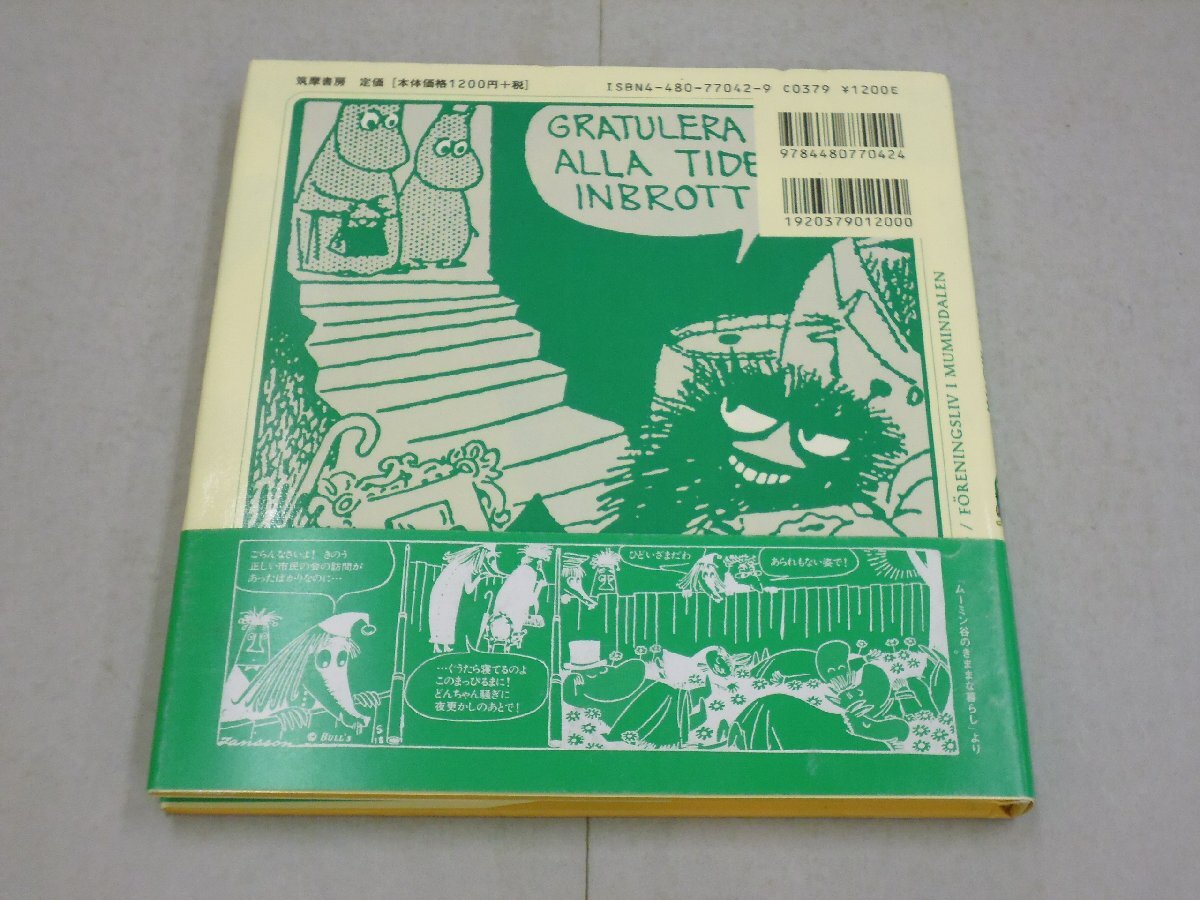 筑摩書房 定価［本体価格1200円+税］
ISBN4-480-77042-9 C0379 ¥1200E
9784480770424
1920379012000
GRATULERA
ALLA TIDE
INBROTT
/ FÖRENINGSLIV I MUMINDALEN
ごらんなさいよ! きのう
正しい市民の会の訪問が
あったばかりなのに…
…ぐうたら寝てるのよ
このまっぴるまに!
どんちゃん騒ぎに
夜更かしのあとで!
ひどいざまだわ
あられもない姿で!
Jansson
© BULL'S
S
18
ムーミン谷のきままな暮らし より